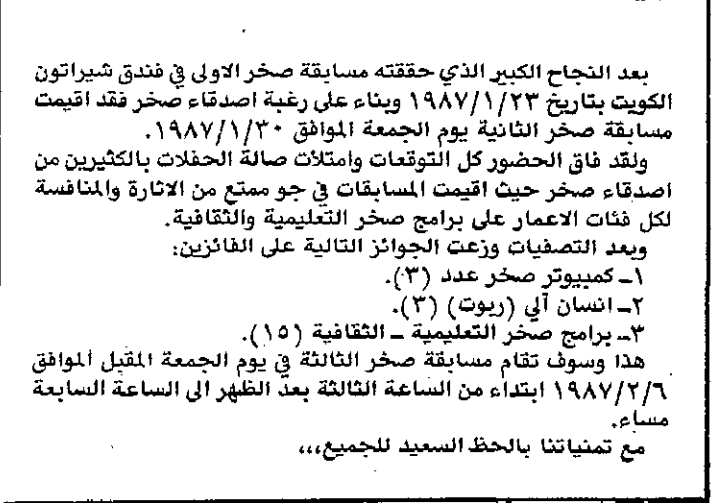 بعد النجاح الكبير الذي حققته مسابقة صخر الاولى في فندق شيراتون
الكويت بتاريخ ١٩٨٧/١/٢٣ وبناء على رغبة اصدقاء صخر فقد اقيمت
مسابقة صخر الثانية يوم الجمعة الموافق ١٩٨٧/١/٣٠.
ولقد فاق الحضور كل التوقعات وامتلأت صالة الحفلات بالكثيرين من
اصدقاء صخر حيث اقيمت المسابقات في جو ممتع من الاثارة والمنافسة
لكل فئات الاعمار على برامج صخر التعليمية والثقافية.
وبعد التصفيات وزعت الجوائز التالية على الفائزين:
١ــ كمبيوتر صخر عدد (٣).
٢ــ انسان آلي (ربوت) (٣).
٣ــ برامج صخر التعليمية ــ الثقافية (١٥).
هذا وسوف تقام مسابقة صخر الثالثة في يوم الجمعة المقبل الموافق
١٩٨٧/٢/٦ ابتداء من الساعة الثالثة بعد الظهر الى الساعة السابعة
مساء.
مع تمنياتنا بالحظ السعيد للجميع،،،